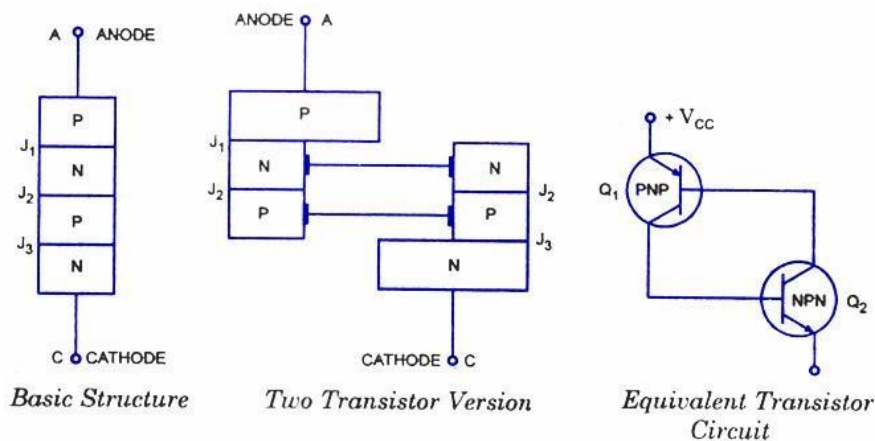 A ANODE
P
J1
N
J2
P
J3
N
C CATHODE
Basic Structure
ANODE A
P
J1
N
N
J2
J2
P
P
J3
N
CATHODE C
Two Transistor Version
+ VCC
Q1
PNP
NPN
Q2
Equivalent Transistor
Circuit